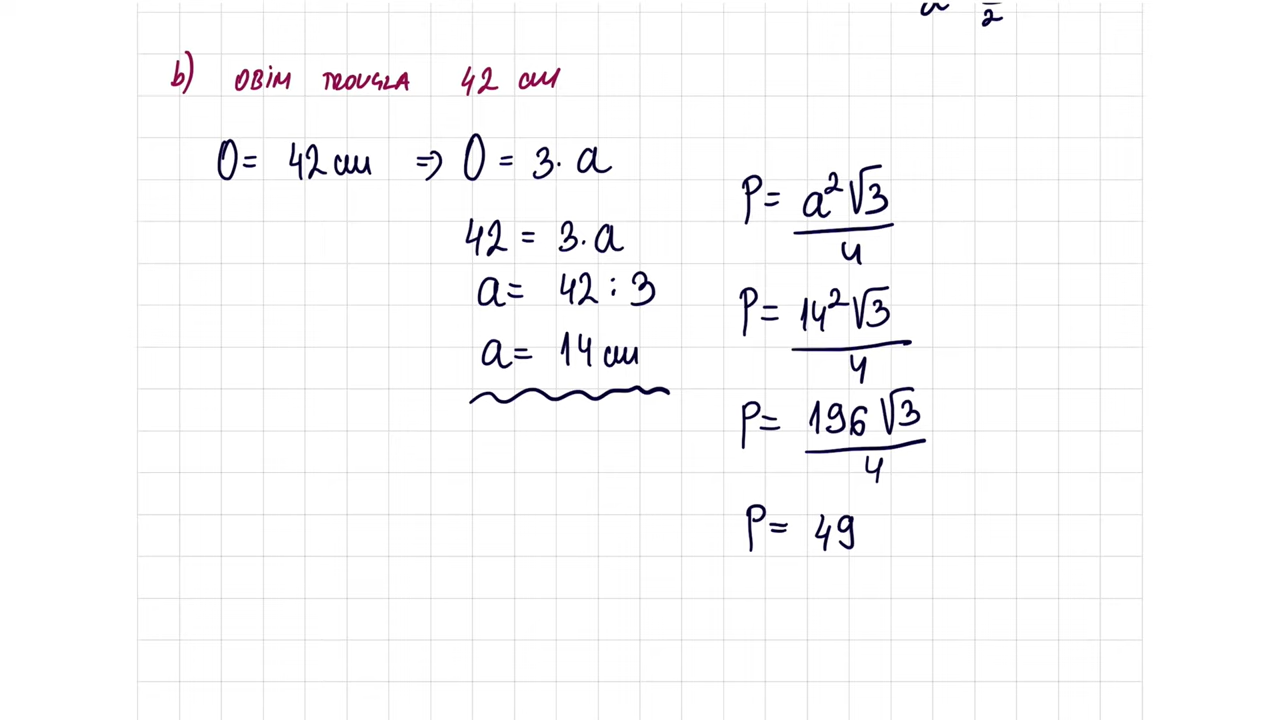 a 2
b) OBIM TROUGLA 42 cm
O = 42 cm ⇒ O = 3 · a
42 = 3 · a
a = 42 : 3
a = 14 cm
P = a²√3 / 4
P = 14²√3 / 4
P = 196√3 / 4
P = 49